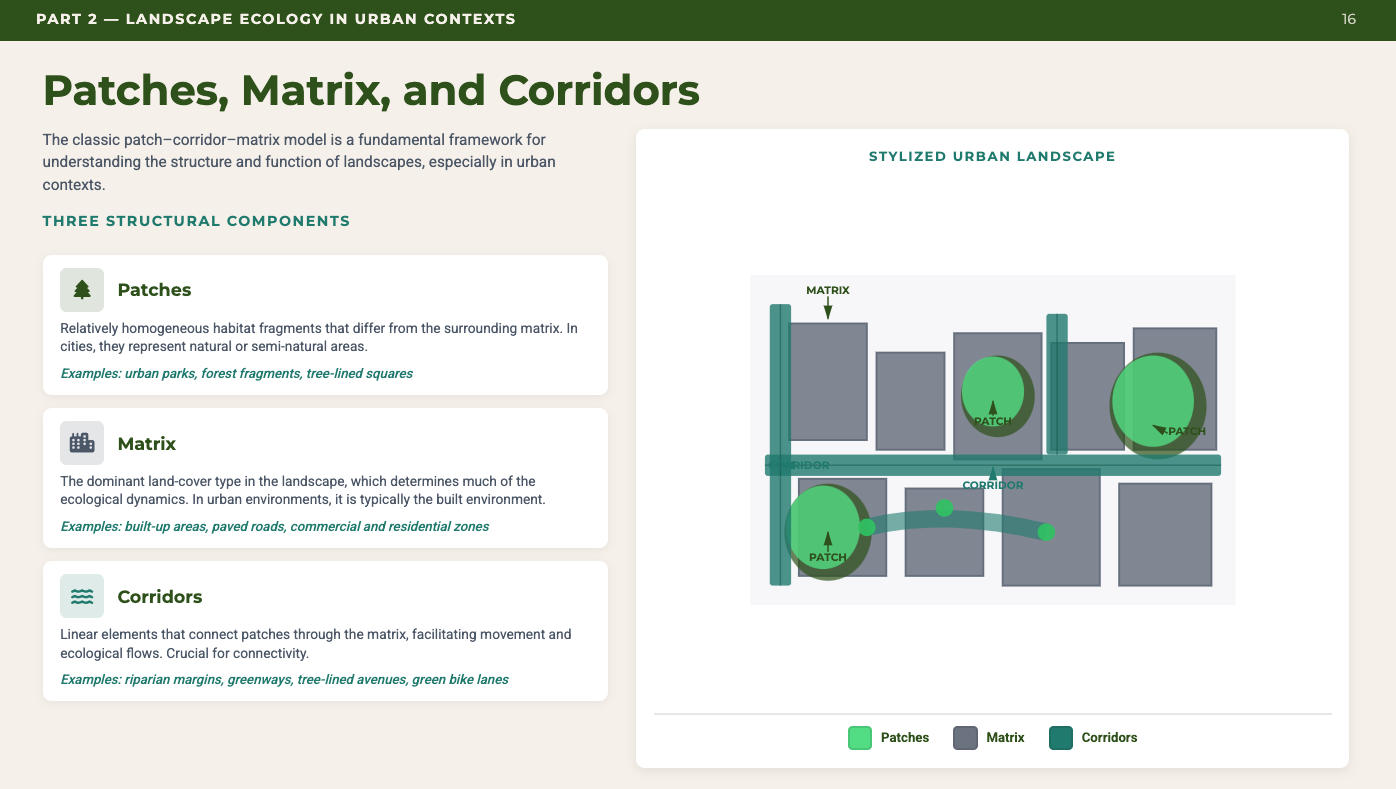 PART 2 — LANDSCAPE ECOLOGY IN URBAN CONTEXTS
16
Patches, Matrix, and Corridors
The classic patch–corridor–matrix model is a fundamental framework for
understanding the structure and function of landscapes, especially in urban
contexts.
THREE STRUCTURAL COMPONENTS
Patches
Relatively homogeneous habitat fragments that differ from the surrounding matrix. In
cities, they represent natural or semi-natural areas.
Examples: urban parks, forest fragments, tree-lined squares
Matrix
The dominant land-cover type in the landscape, which determines much of the
ecological dynamics. In urban environments, it is typically the built environment.
Examples: built-up areas, paved roads, commercial and residential zones
Corridors
Linear elements that connect patches through the matrix, facilitating movement and
ecological flows. Crucial for connectivity.
Examples: riparian margins, greenways, tree-lined avenues, green bike lanes
STYLIZED URBAN LANDSCAPE
MATRIX
PATCH
PATCH
CORRIDOR
PATCH
Patches
Matrix
Corridors